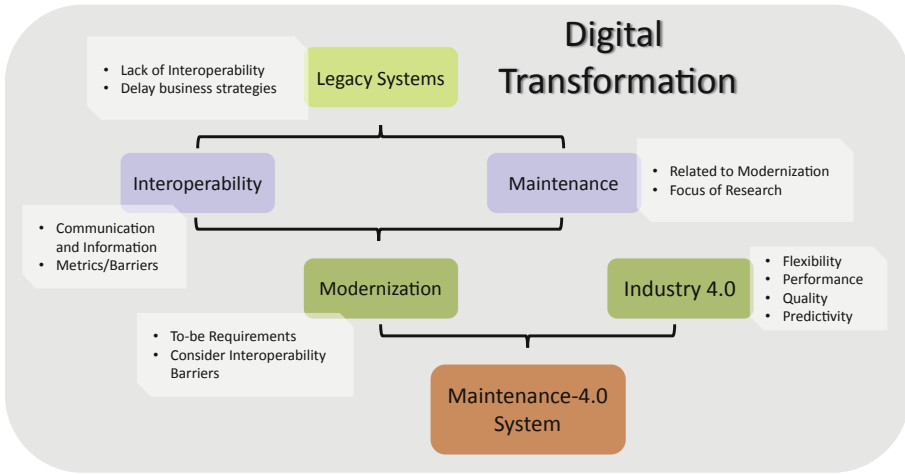 Digital
Transformation
• Lack of Interoperability
• Delay business strategies
Legacy Systems
Interoperability
Maintenance
• Related to Modernization
• Focus of Research
• Communication
and Information
• Metrics/Barriers
Modernization
Industry 4.0
• Flexibility
• Performance
• Quality
• Predictivity
• To-be Requirements
• Consider Interoperability
Barriers
Maintenance-4.0
System